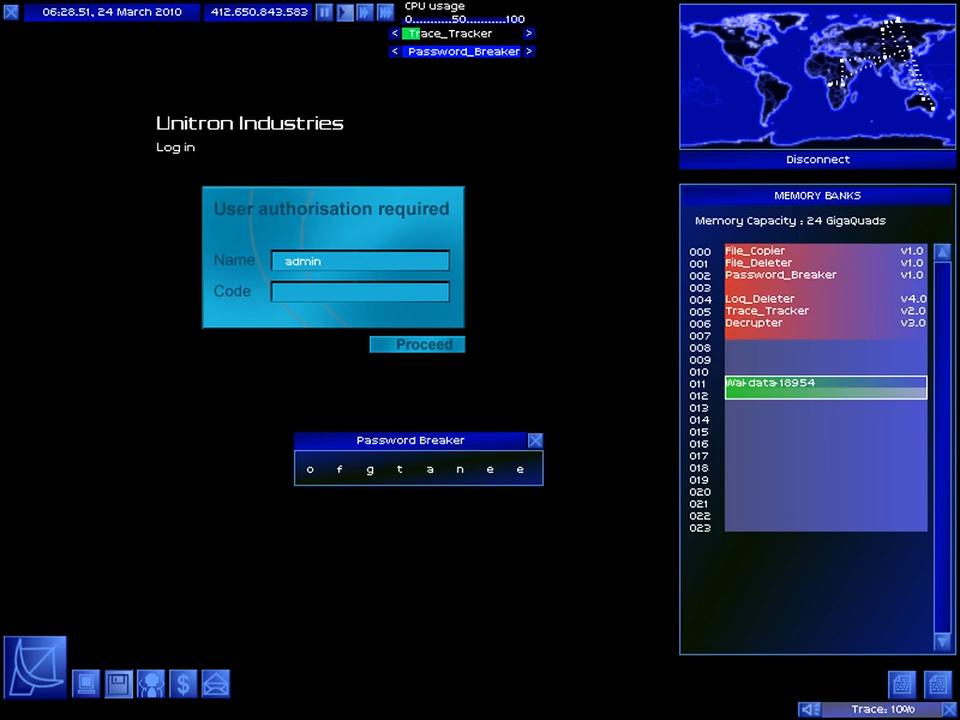 06:28.51, 24 March 2010
412.650.843.583
CPU usage
0............50...........100
< Trace_Tracker >
< Password_Breaker >
Unitron Industries
Log in
User authorisation required
Name admin
Code
Proceed
Password Breaker
o f g t a n e e
Disconnect
MEMORY BANKS
Memory Capacity : 24 GigaQuads
000 File_Copier v1.0
001 File_Deleter v1.0
002 Password_Breaker v1.0
003
004 Log_Deleter v4.0
005 Trace_Tracker v2.0
006 Decrypter v3.0
007
008
009
010
011 Wal-data-18954
012
013
014
015
016
017
018
019
020
021
022
023
$
Trace: 10%